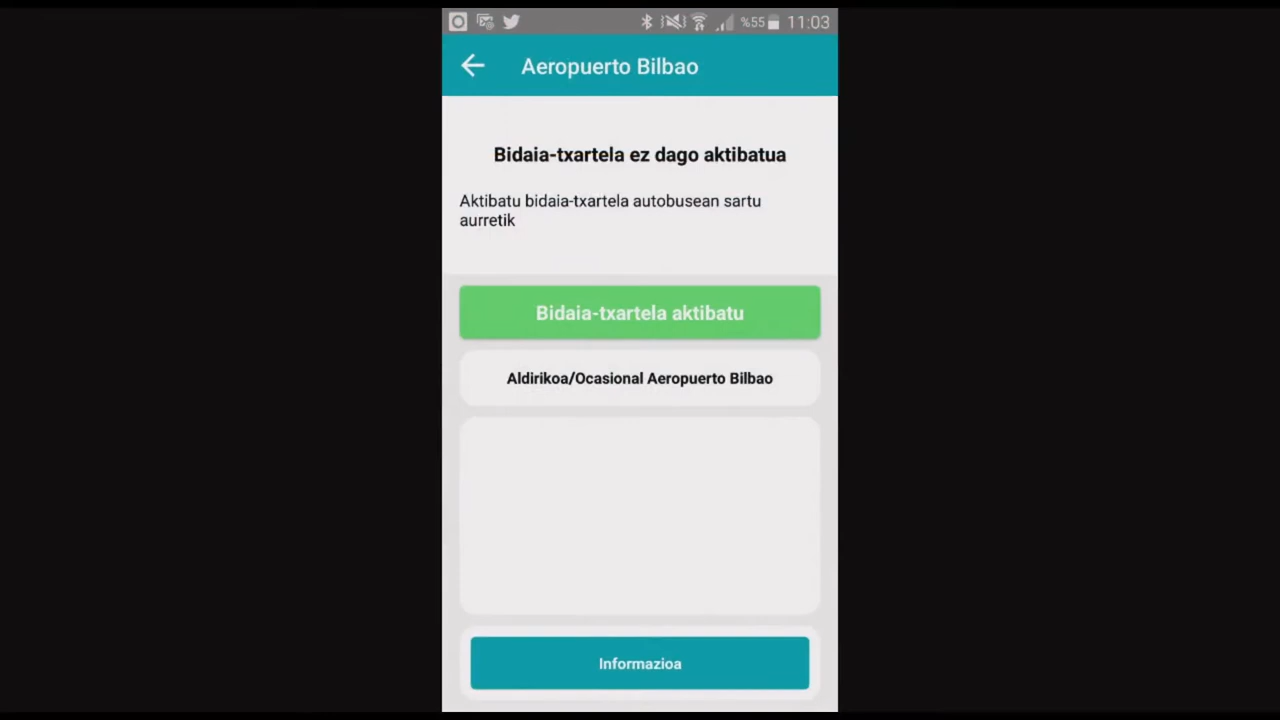 %55 11:03
Aeropuerto Bilbao
Bidaia-txartela ez dago aktibatua
Aktibatu bidaia-txartela autobusean sartu
aurretik
Bidaia-txartela aktibatu
Aldirikoa/Ocasional Aeropuerto Bilbao
Informazioa